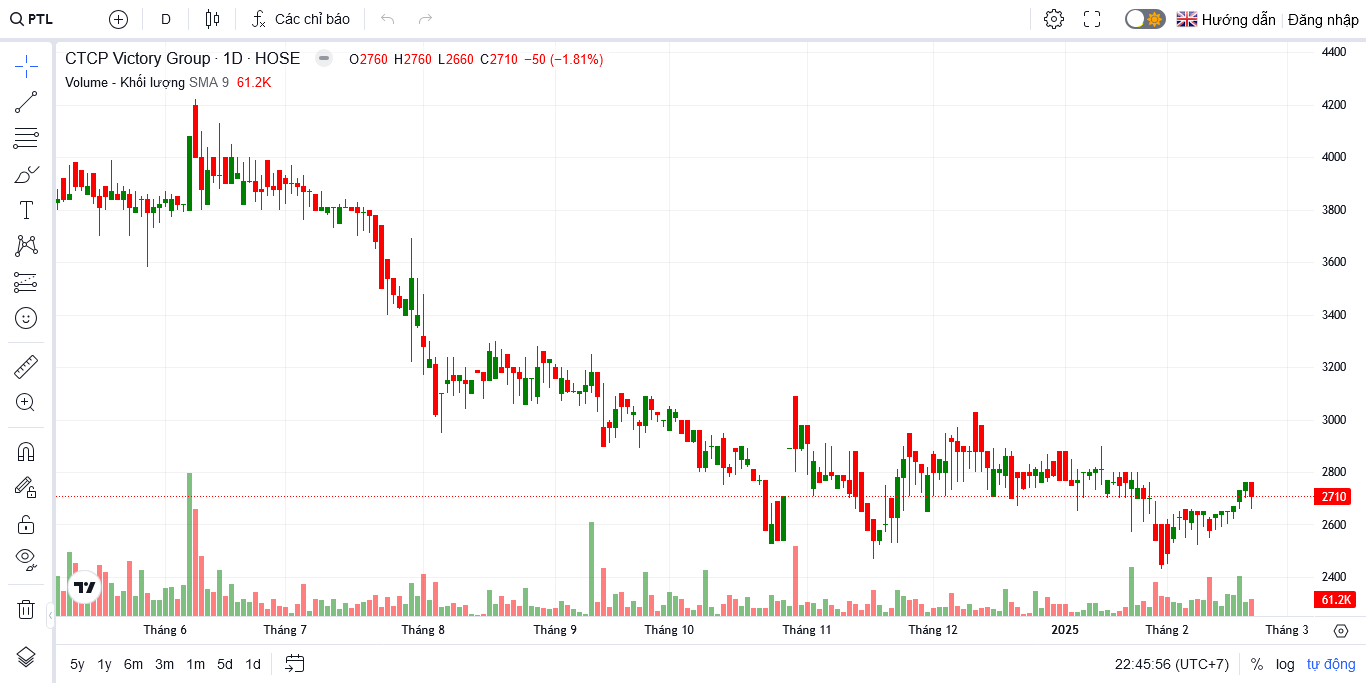 PTL
D
Các chỉ báo
Hướng dẫn
Đăng nhập
CTCP Victory Group · 1D · HOSE
O2760 H2760 L2660 C2710 −50 (−1.81%)
Volume - Khối lượng SMA 9 61.2K
4400
4200
4000
3800
3600
3400
3200
3000
2800
2710
2600
2400
61.2K
Tháng 6 Tháng 7 Tháng 8 Tháng 9 Tháng 10 Tháng 11 Tháng 12 2025 Tháng 2 Tháng 3
5y 1y 6m 3m 1m 5d 1d
22:45:56 (UTC+7) % log tự động